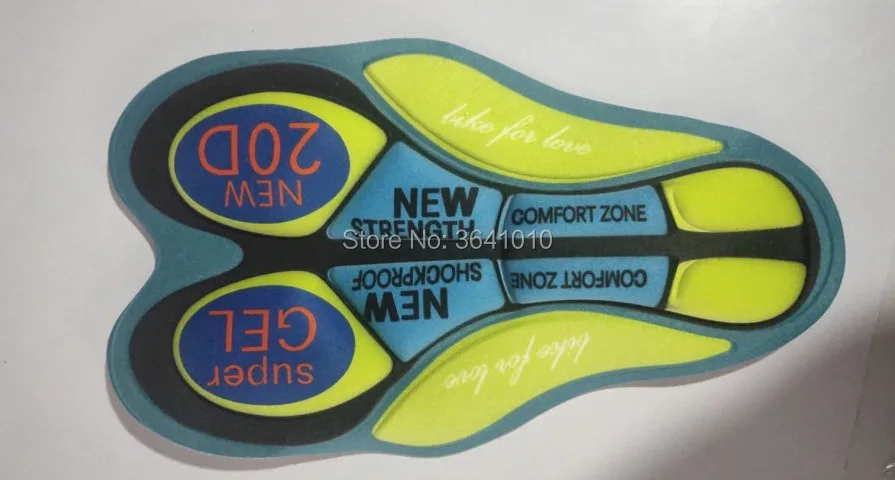 NEW
20D
bike for love
NEW
STRENGTH
COMFORT ZONE
Store No: 3641010
NEW
SHOCKPROOF
COMFORT ZONE
super
GEL
bike for love